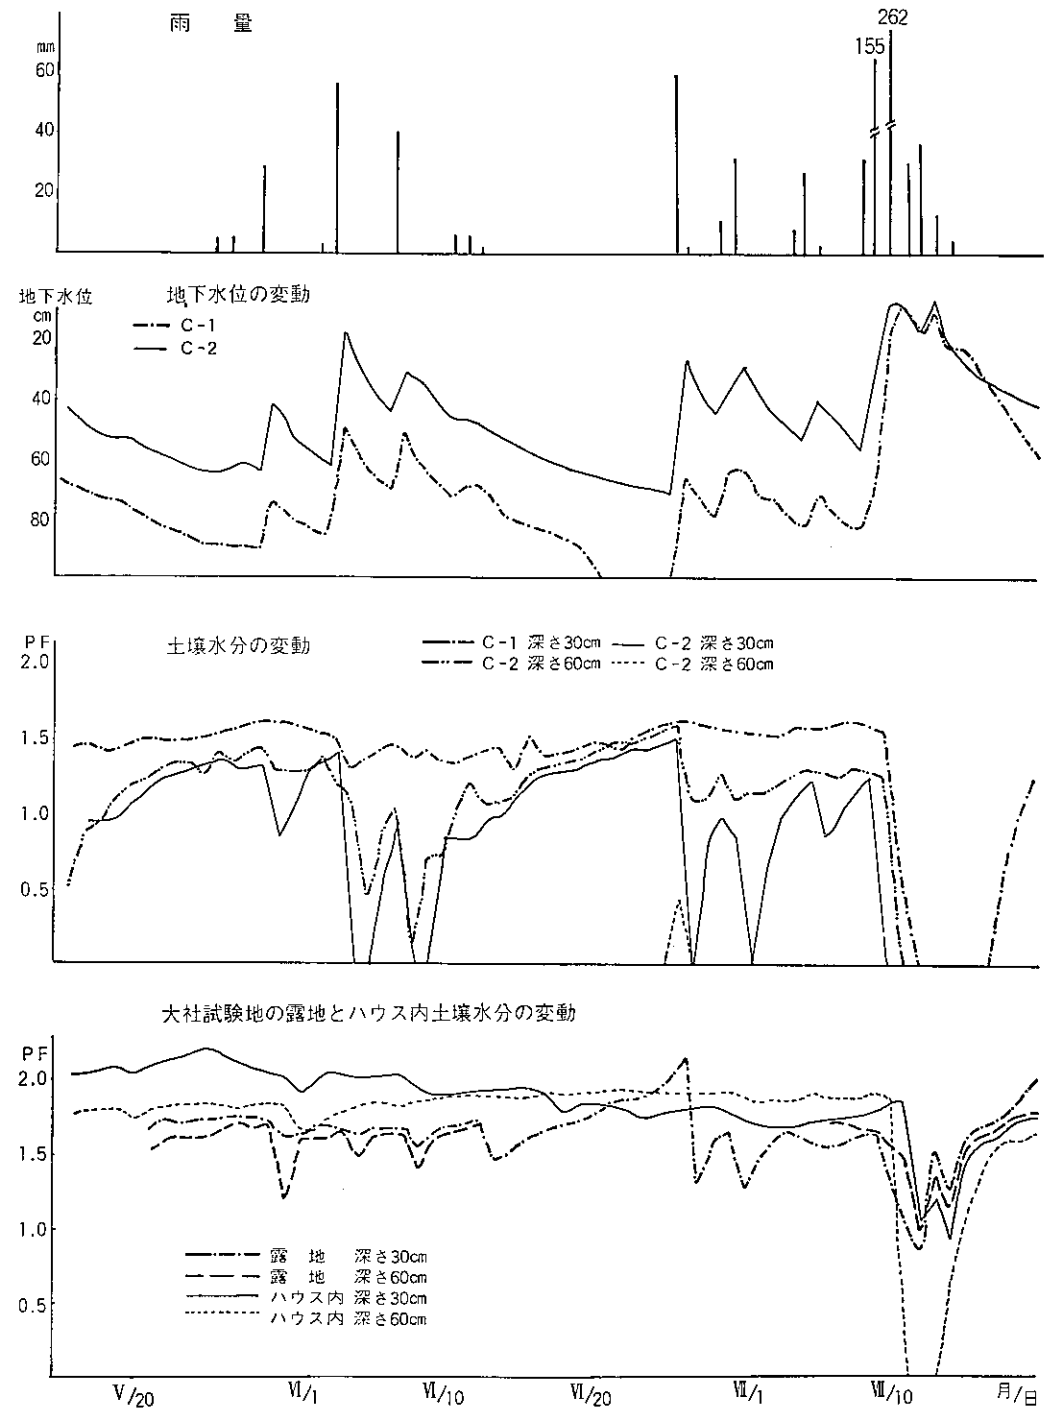 雨 量
262
155
mm
60
40
20
地下水位
地下水位の変動
cm
C-1
20
C-2
40
60
80
PF
土壌水分の変動
C-1 深さ30cm
C-2 深さ30cm
2.0
C-2 深さ60cm
C-2 深さ60cm
1.5
1.0
0.5
大社試験地の露地とハウス内土壌水分の変動
PF
2.0
1.5
1.0
露 地 深さ30cm
露 地 深さ60cm
ハウス内 深さ30cm
0.5
ハウス内 深さ60cm
Ⅴ/20 Ⅵ/1 Ⅵ/10 Ⅵ/20 Ⅶ/1 Ⅶ/10 月/日